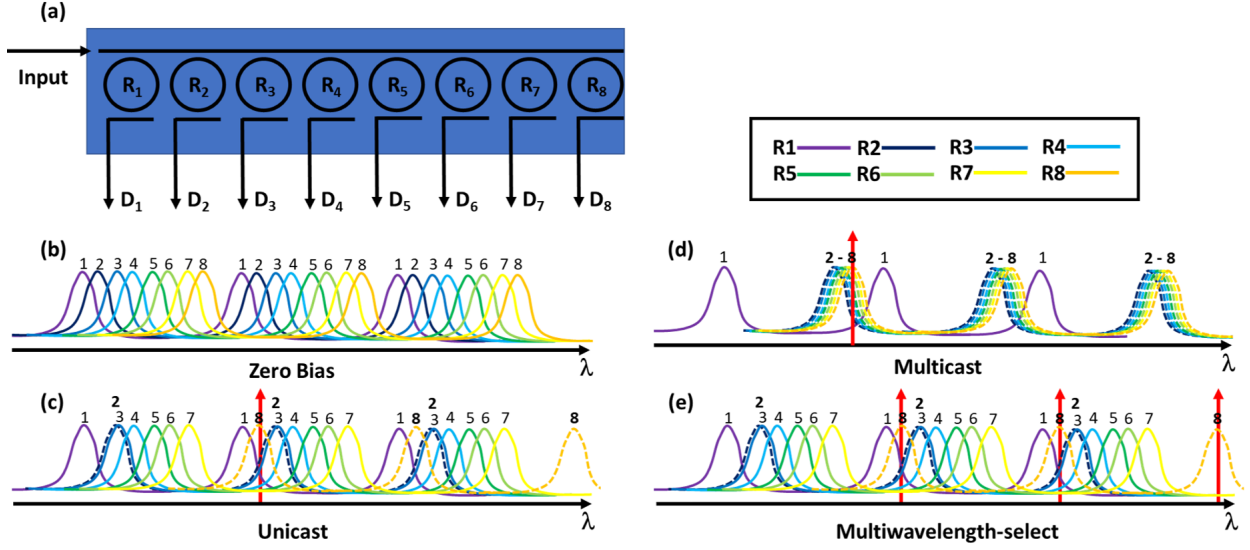 (a)
Input
R1 R2 R3 R4 R5 R6 R7 R8
D1 D2 D3 D4 D5 D6 D7 D8
R1 R2 R3 R4
R5 R6 R7 R8
(b)
1 2 3 4 5 6 7 8 1 2 3 4 5 6 7 8 1 2 3 4 5 6 7 8
λ
Zero Bias
(c)
2 2 2
1 3 4 5 6 7 1 8 3 4 5 6 7 1 8 3 4 5 6 7 8
λ
Unicast
(d)
1 2 - 8 1 2 - 8 1 2 - 8
λ
Multicast
(e)
2 2 2
1 3 4 5 6 7 1 8 3 4 5 6 7 1 8 3 4 5 6 7 8
λ
Multiwavelength-select